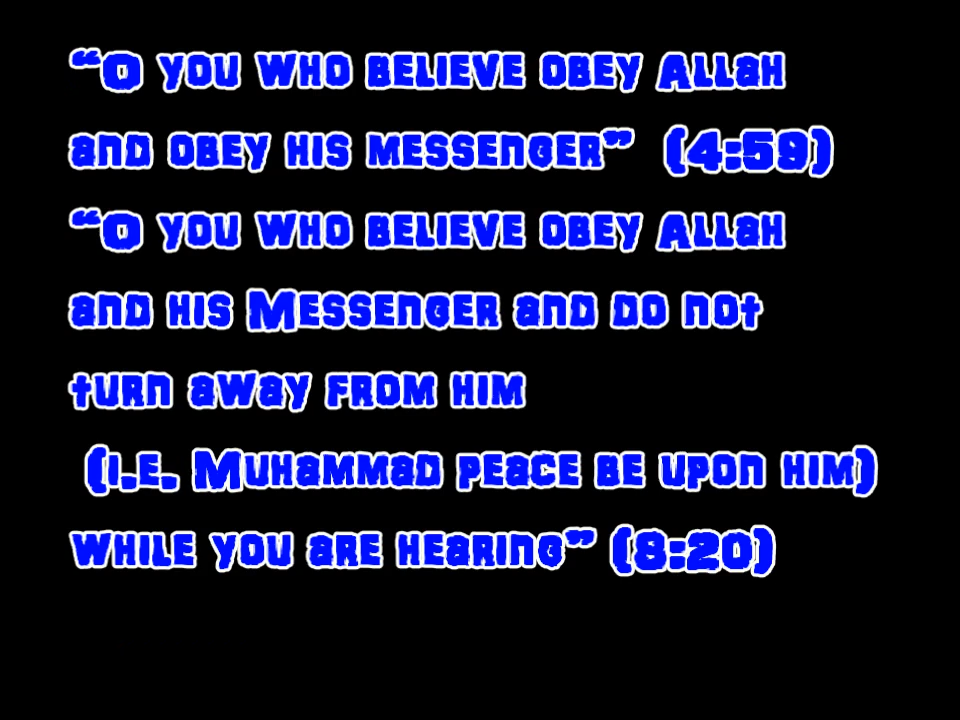 “O you who believe obey Allah
and obey his messenger” (4:59)
“O you who believe obey Allah
and his Messenger and do not
turn away from him
(i.e. Muhammad peace be upon him)
while you are hearing” (8:20)